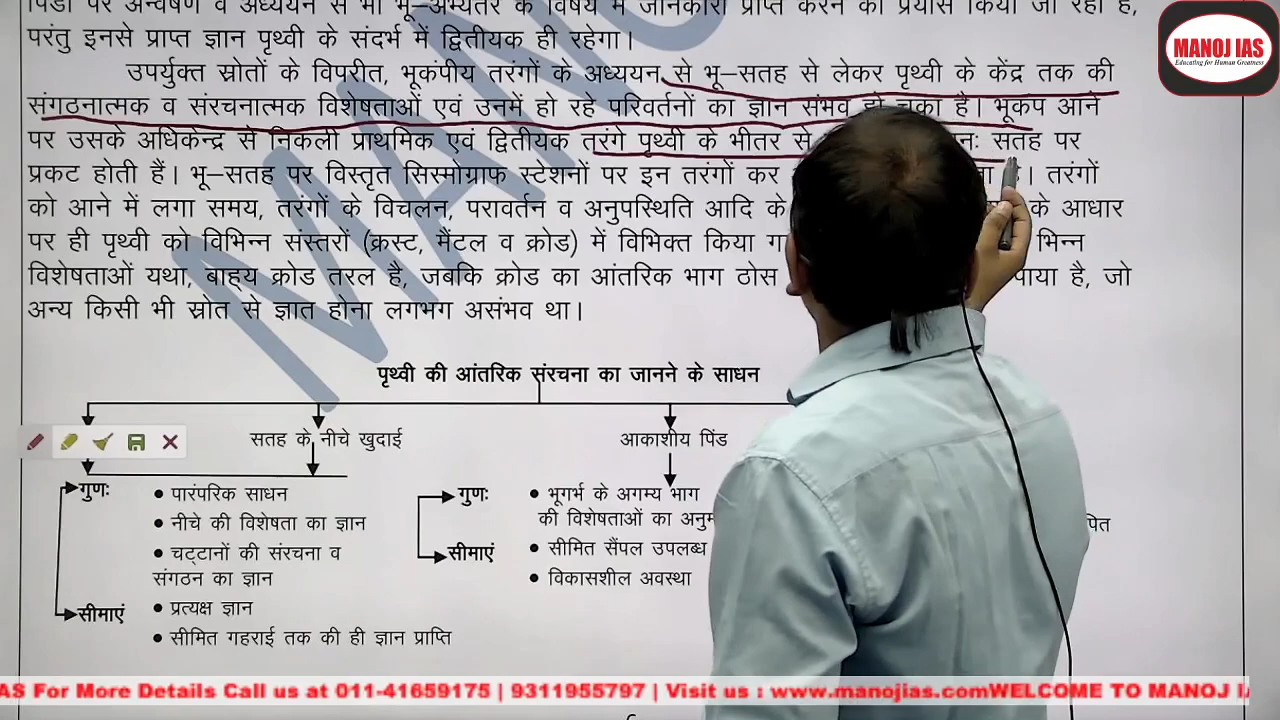 पिंडों पर अन्वेषण व अध्ययन से भी भू–अभ्यंतर के विषय में जानकारी प्राप्त करने का प्रयास किया जा रहा है,
परंतु इनसे प्राप्त ज्ञान पृथ्वी के संदर्भ में द्वितीयक ही रहेगा।
उपर्युक्त स्रोतों के विपरीत, भूकंपीय तरंगों के अध्ययन से भू–सतह से लेकर पृथ्वी के केंद्र तक की
संगठनात्मक व संरचनात्मक विशेषताओं एवं उनमें हो रहे परिवर्तनों का ज्ञान संभव हो चुका है। भूकंप आने
पर उसके अधिकेन्द्र से निकली प्राथमिक एवं द्वितीयक तरंगे पृथ्वी के भीतर से सतह पर
प्रकट होती हैं। भू–सतह पर विस्तृत सिस्मोग्राफ स्टेशनों पर इन तरंगों कर है। तरंगों
को आने में लगा समय, तरंगों के विचलन, परावर्तन व अनुपस्थिति आदि के के आधार
पर ही पृथ्वी को विभिन्न संस्तरों (क्रस्ट, मैंटल व क्रोड) में विभिक्त किया भिन्न
विशेषताओं यथा, बाह्य क्रोड तरल है, जबकि क्रोड का आंतरिक भाग ठोस पाया है, जो
अन्य किसी भी स्रोत से ज्ञात होना लगभग असंभव था।
पृथ्वी की आंतरिक संरचना का जानने के साधन
सतह के नीचे खुदाई
आकाशीय पिंड
गुणः
• पारंपरिक साधन
• नीचे की विशेषता का ज्ञान
• चट्टानों की संरचना व
संगठन का ज्ञान
सीमाएं
• प्रत्यक्ष ज्ञान
• सीमित गहराई तक की ही ज्ञान प्राप्ति
गुणः
• भूगर्भ के अगम्य भाग
की विशेषताओं का
सीमाएं
• सीमित सैंपल उपलब्ध
• विकासशील अवस्था
MANOJ IAS
Educating for Human Greatness
IAS For More Details Call us at 011-41659175 | 9311955797 | Visit us : www.manojias.comWELCOME TO MANOJ